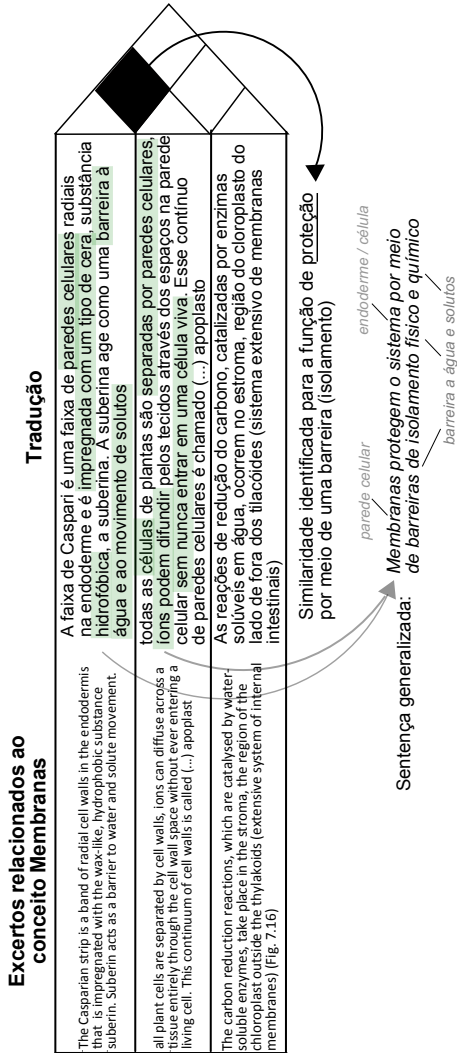 Excertos relacionados ao
conceito Membranas
Tradução
The Casparian strip is a band of radial cell walls in the endodermis
that is impregnated with the wax-like, hydrophobic substance
suberin. Suberin acts as a barrier to water and solute movement.
A faixa de Caspari é uma faixa de paredes celulares radiais
na endoderme e é impregnada com um tipo de cera, substância
hidrofóbica, a suberina. A suberina age como uma barreira à
água e ao movimento de solutos
all plant cells are separated by cell walls, ions can diffuse across a
tissue entirely through the cell wall space without ever entering a
living cell. This continuum of cell walls is called (...) apoplast
todas as células de plantas são separadas por paredes celulares,
íons podem difundir pelos tecidos através dos espaços na parede
celular sem nunca entrar em uma célula viva. Esse contínuo
de paredes celulares é chamado (...) apoplasto
The carbon reduction reactions, which are catalysed by water-
soluble enzymes, take place in the stroma, the region of the
chloroplast outside the thylakoids (extensive system of internal
membranes) (Fig. 7.16)
As reações de redução do carbono, catalizadas por enzimas
solúveis em água, ocorrem no estroma, região do cloroplasto do
lado de fora dos tilacóides (sistema extensivo de membranas
intestinais)
Similaridade identificada para a função de proteção
por meio de uma barreira (isolamento)
parede celular
endoderme / célula
Sentença generalizada:
Membranas protegem o sistema por meio
de barreiras de isolamento físico e químico
barreira a água e solutos